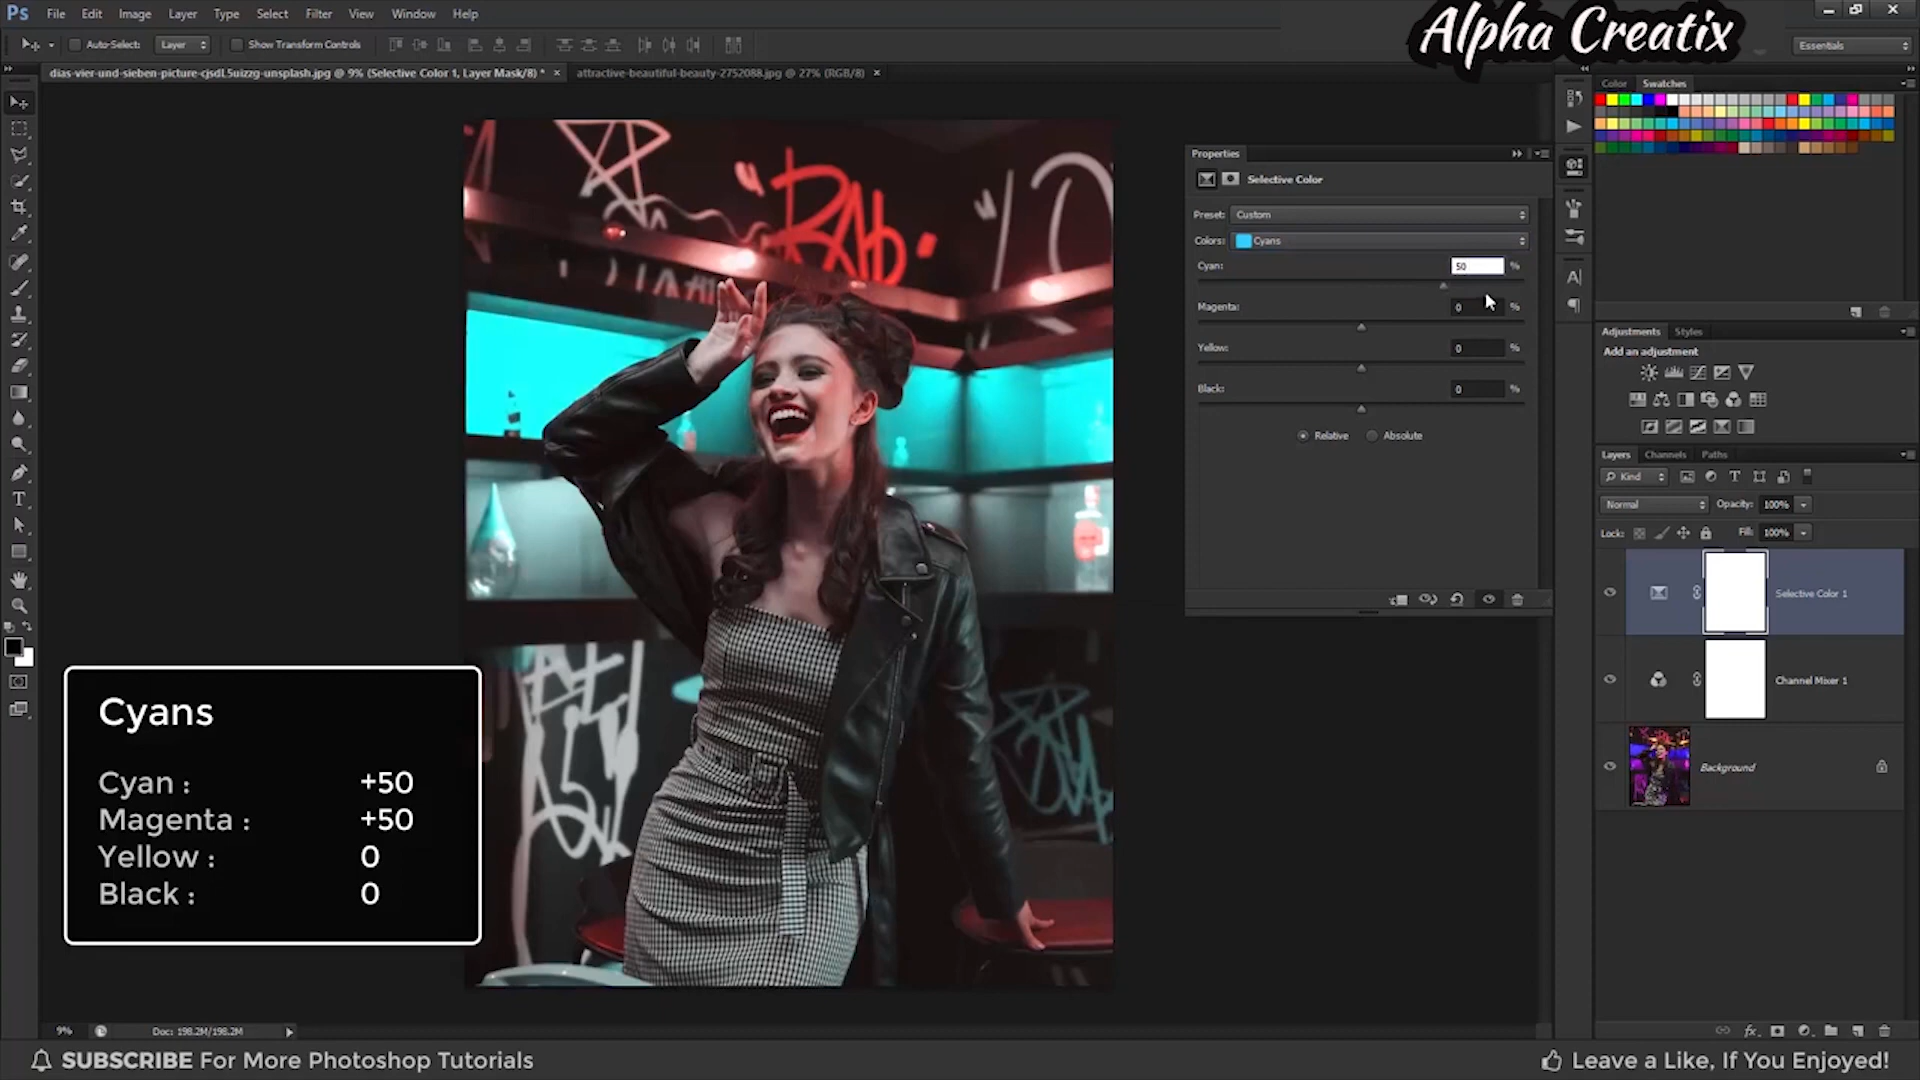 Ps File Edit Image Layer Type Select Filter View Window Help
Alpha Creatix
Auto-Select: Layer Show Transform Controls
Essentials
dias-vier-und-sieben-picture-cjsdL5uizzg-unsplash.jpg @ 9% (Selective Color 1, Layer Mask/8) *
attractive-beautiful-beauty-2752088.jpg @ 27% (RGB/8)
Color Swatches
Properties
Selective Color
Preset: Custom
Colors: Cyans
Cyan: 50 %
Magenta: 0 %
Yellow: 0 %
Black: 0 %
Relative Absolute
Adjustments Styles
Add an adjustment
Layers Channels Paths
Kind
Normal Opacity: 100%
Lock: Fill: 100%
Selective Color 1
Channel Mixer 1
Background
Cyans
Cyan : +50
Magenta : +50
Yellow : 0
Black : 0
9% Doc: 198.2M/198.2M
SUBSCRIBE For More Photoshop Tutorials
Leave a Like, If You Enjoyed!